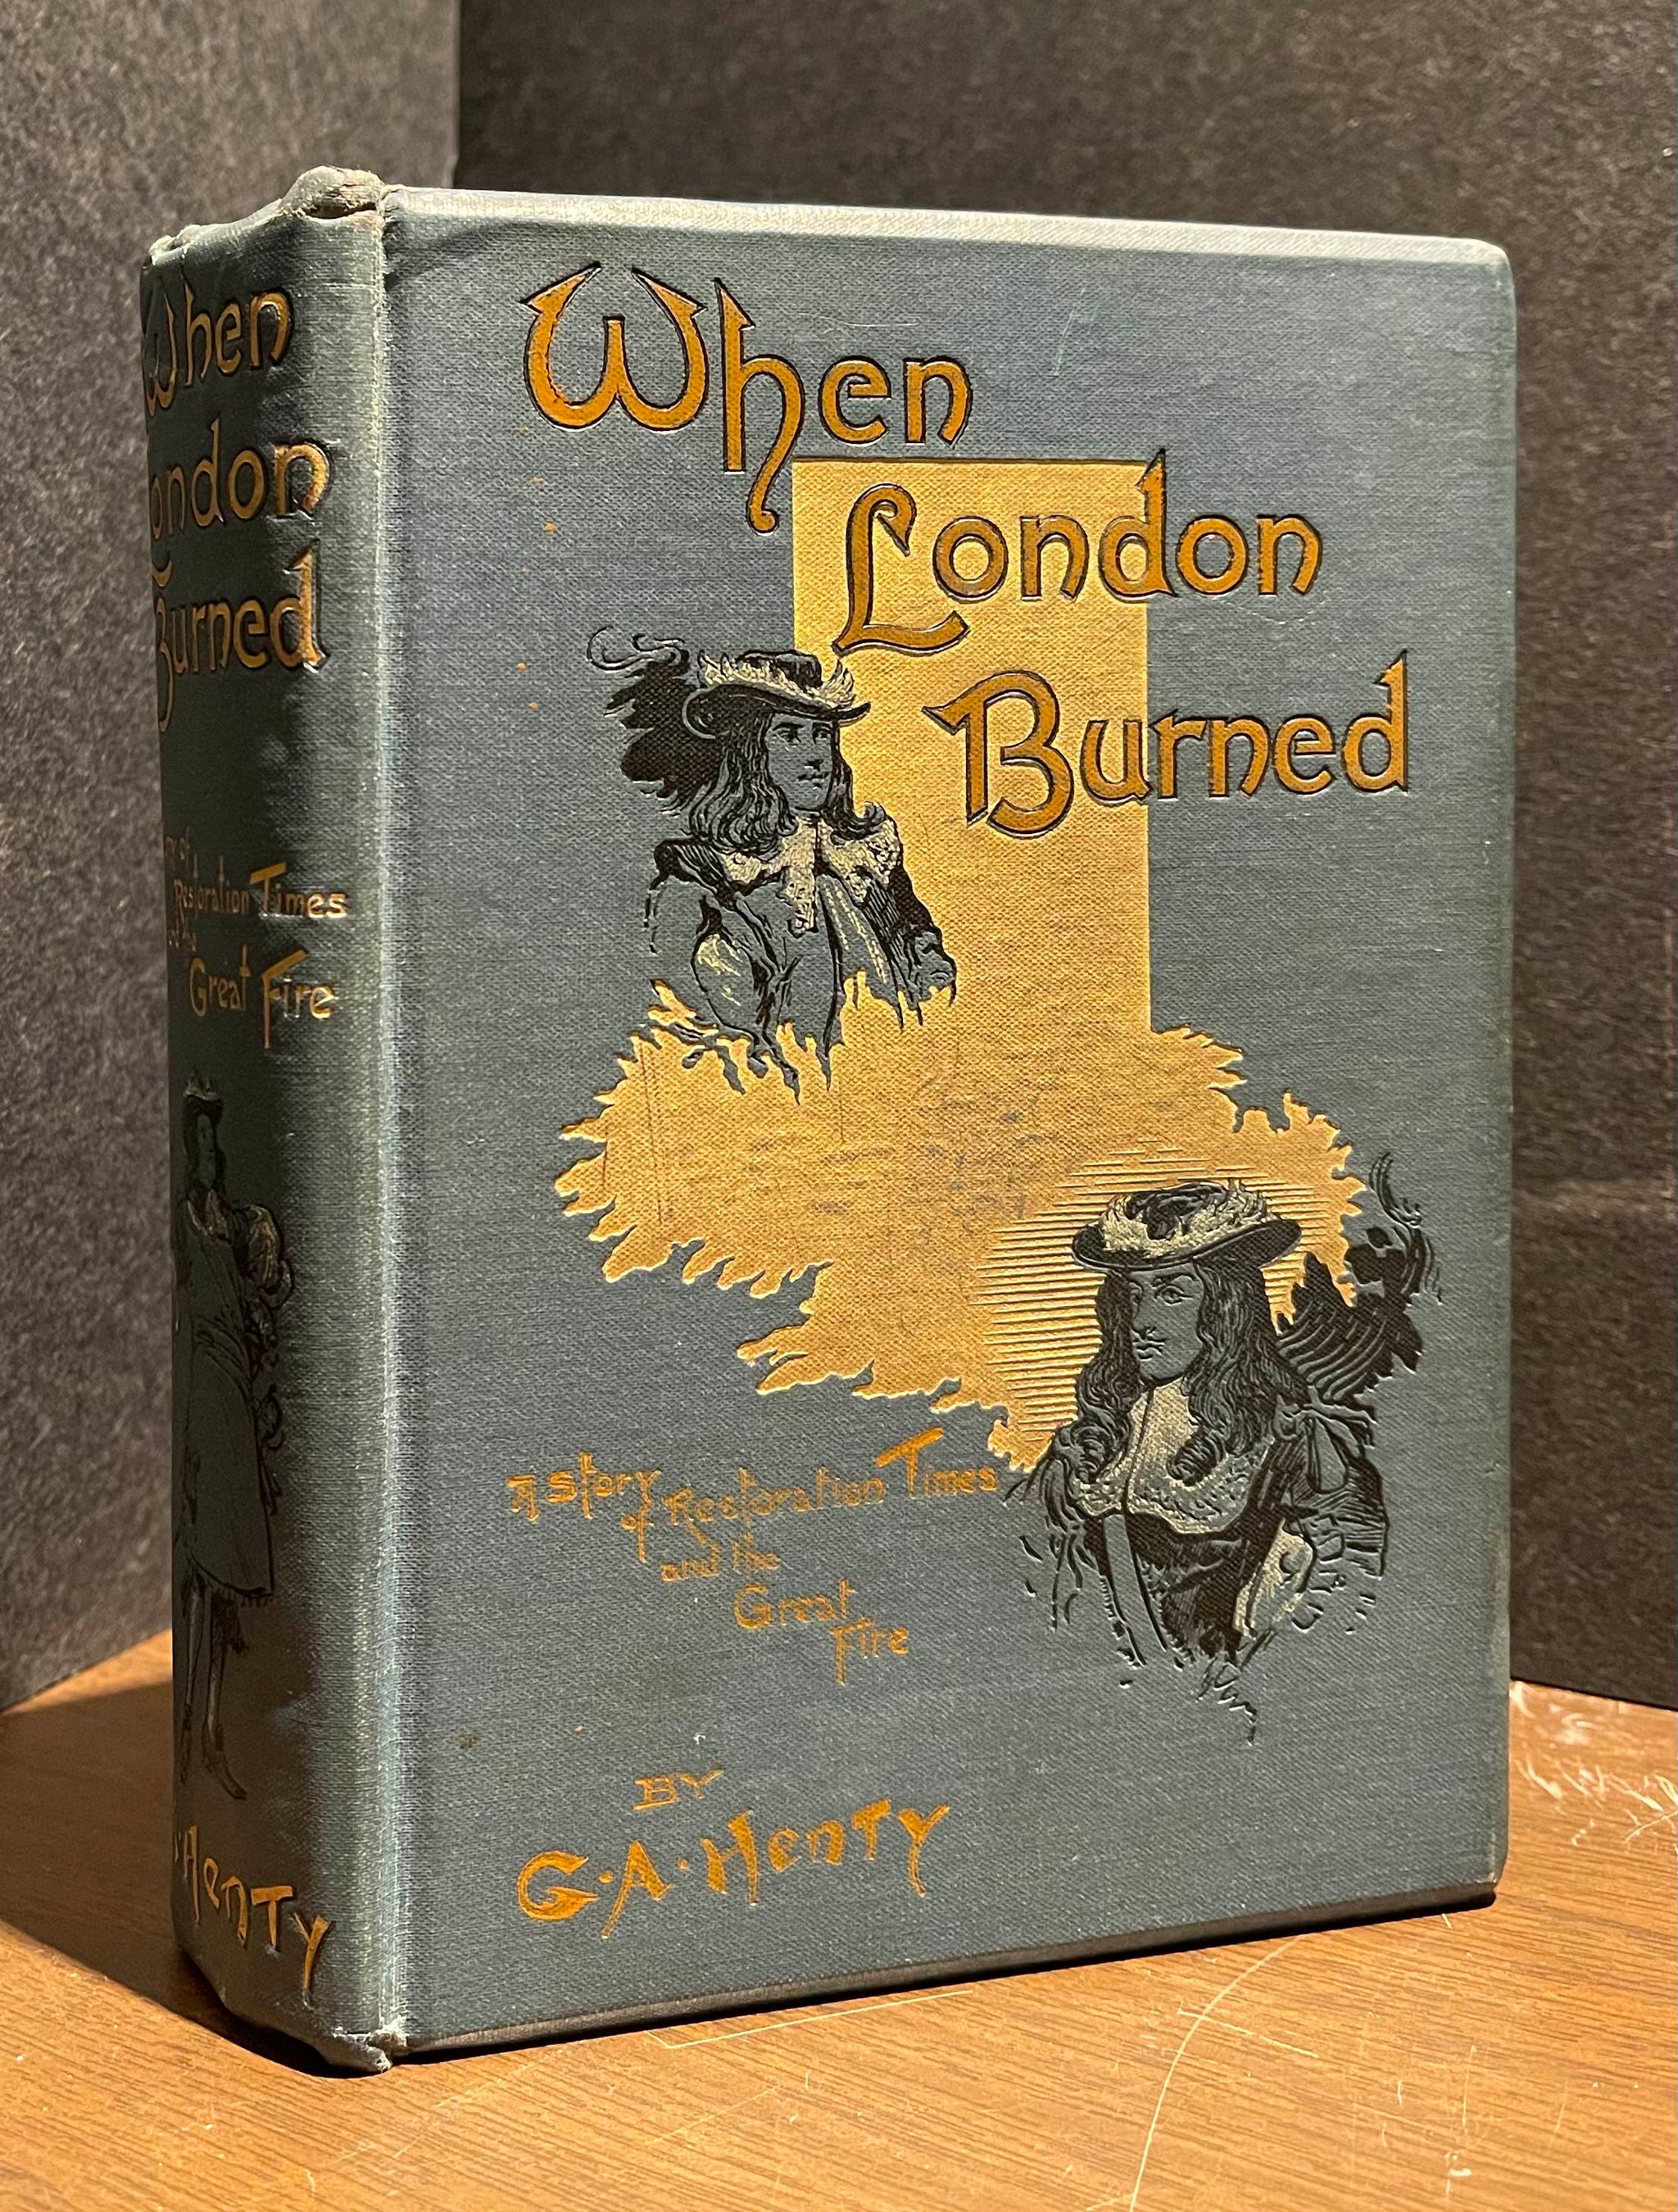 When
London
Burned
Restoration Times
Great Fire
Henty
When
London
Burned
A Story
of Restoration Times
and the
Great
Fire
BY
G. A. Henty